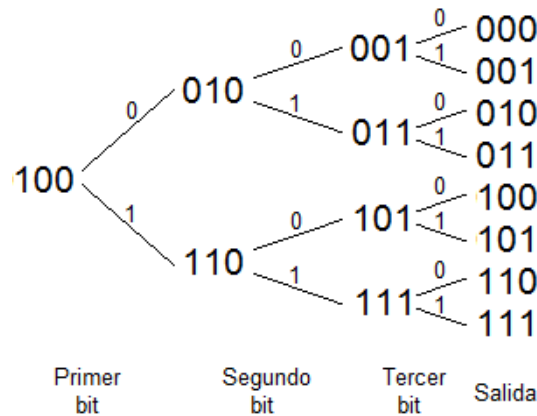 0 000
0 001 1 001
010 0 010
0 1 011 1 011
100
1 0 101 0 100
110 1 101
1 111 0 110
1 111
Primer Segundo Tercer Salida
bit bit bit